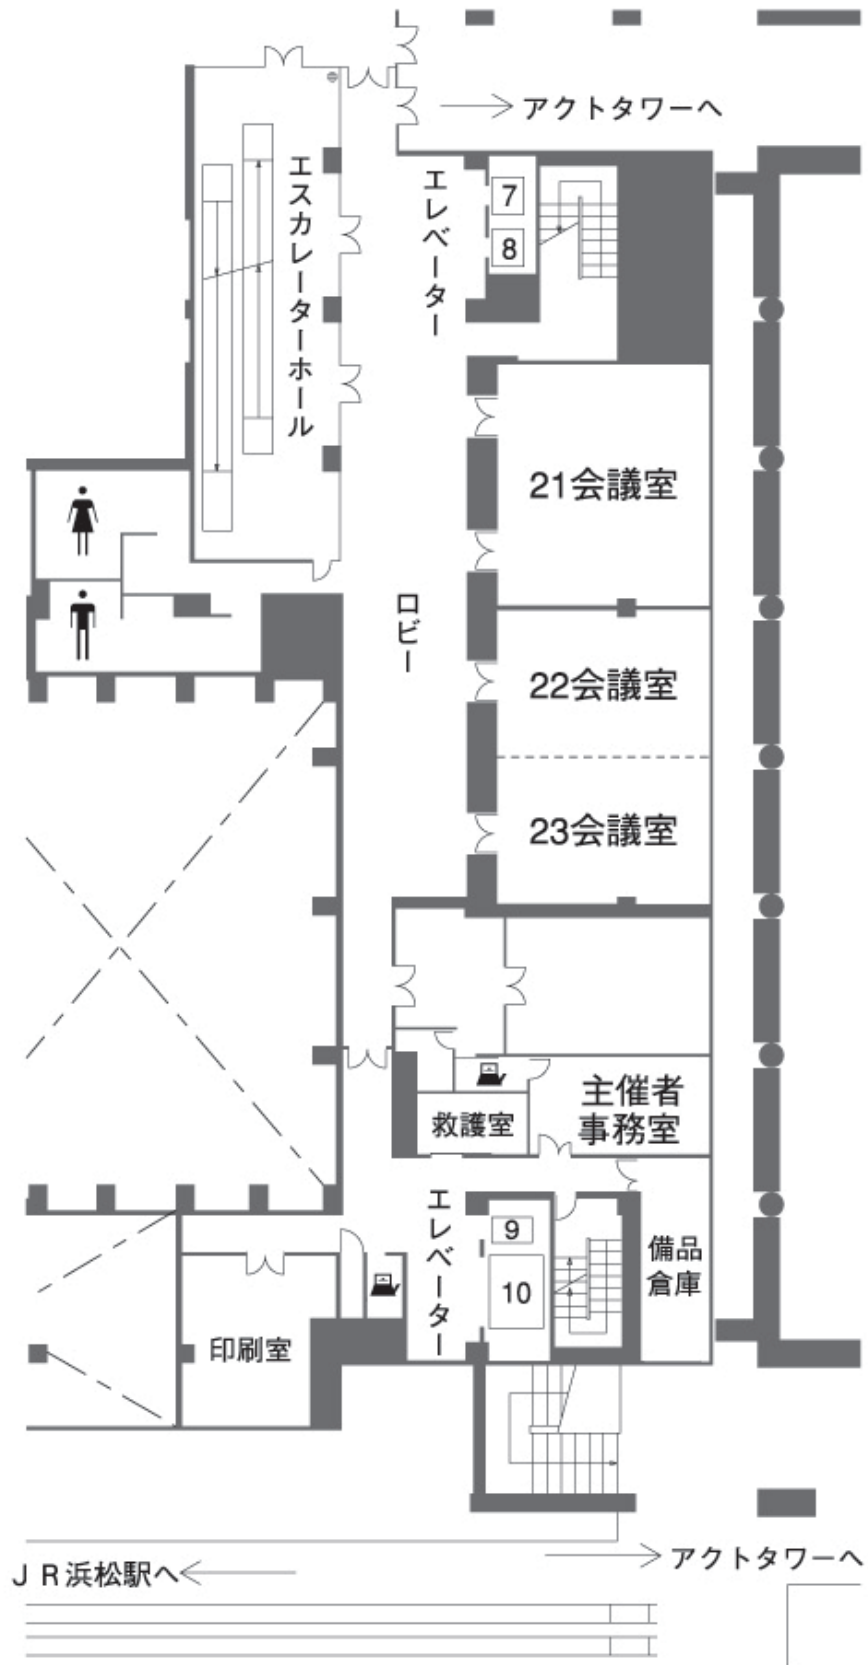 アクトタワーへ
エスカレーターホール
エレベーター
7
8
21会議室
ロビー
22会議室
23会議室
主催者
事務室
救護室
エレベーター
9
10
備品
倉庫
印刷室
アクトタワーへ
JR浜松駅へ